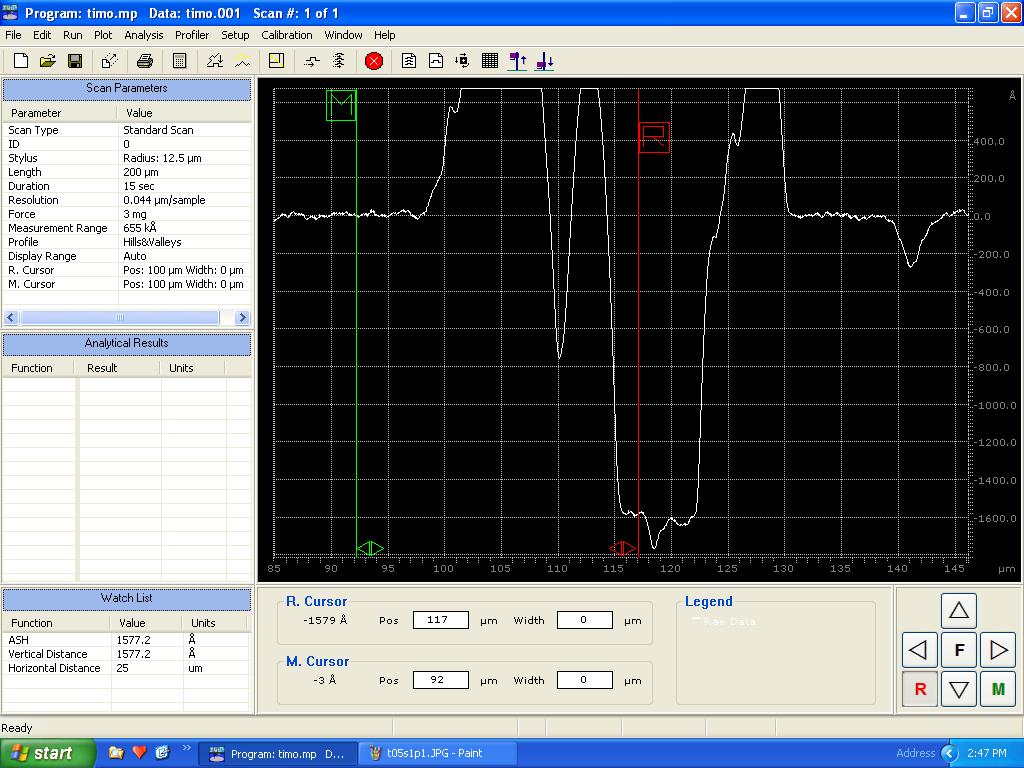 Program: timo.mp   Data: timo.001   Scan #: 1 of 1
File Edit Run Plot Analysis Profiler Setup Calibration Window Help
Scan Parameters
Parameter Value
Scan Type Standard Scan
ID 0
Stylus Radius: 12.5 µm
Length 200 µm
Duration 15 sec
Resolution 0.044 µm/sample
Force 3 mg
Measurement Range 655 kÅ
Profile Hills&Valleys
Display Range Auto
R. Cursor Pos: 100 µm Width: 0 µm
M. Cursor Pos: 100 µm Width: 0 µm
Analytical Results
Function Result Units
Watch List
Function Value Units
ASH 1577.2 Å
Vertical Distance 1577.2 Å
Horizontal Distance 25 um
M
R
Å
400.0
200.0
0.0
-200.0
-400.0
-600.0
-800.0
-1000.0
-1200.0
-1400.0
-1600.0
85 90 95 100 105 110 115 120 125 130 135 140 145 µm
R. Cursor
-1579 Å Pos 117 µm Width 0 µm
M. Cursor
-3 Å Pos 92 µm Width 0 µm
Legend
Raw Data
F
R M
Ready
start
Program: timo.mp D...
t05s1p1.JPG - Paint
Address
2:47 PM